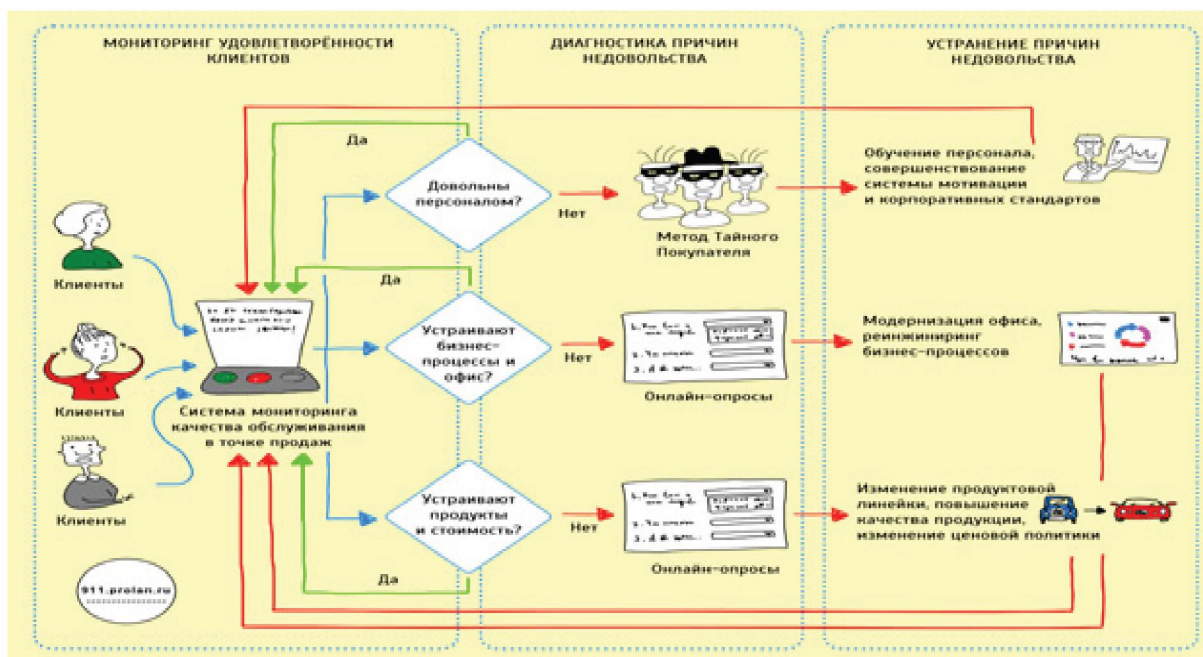 МОНИТОРИНГ УДОВЛЕТВОРЁННОСТИ
КЛИЕНТОВ
ДИАГНОСТИКА ПРИЧИН
НЕДОВОЛЬСТВА
УСТРАНЕНИЕ ПРИЧИН
НЕДОВОЛЬСТВА
Да
Довольны
персоналом?
Нет
Метод Тайного
Покупателя
Обучение персонала,
совершенствование
системы мотивации
и корпоративных стандартов
Клиенты
Да
Устраивают
бизнес-
процессы и
офис?
Нет
Онлайн-опросы
Модернизация офиса,
реинжиниринг
бизнес-процессов
Клиенты
Система мониторинга
качества обслуживания
в точке продаж
Клиенты
Устраивают
продукты
и стоимость?
Нет
Да
Онлайн-опросы
Изменение продуктовой
линейки, повышение
качества продукции,
изменение ценовой политики
911.prolan.ru